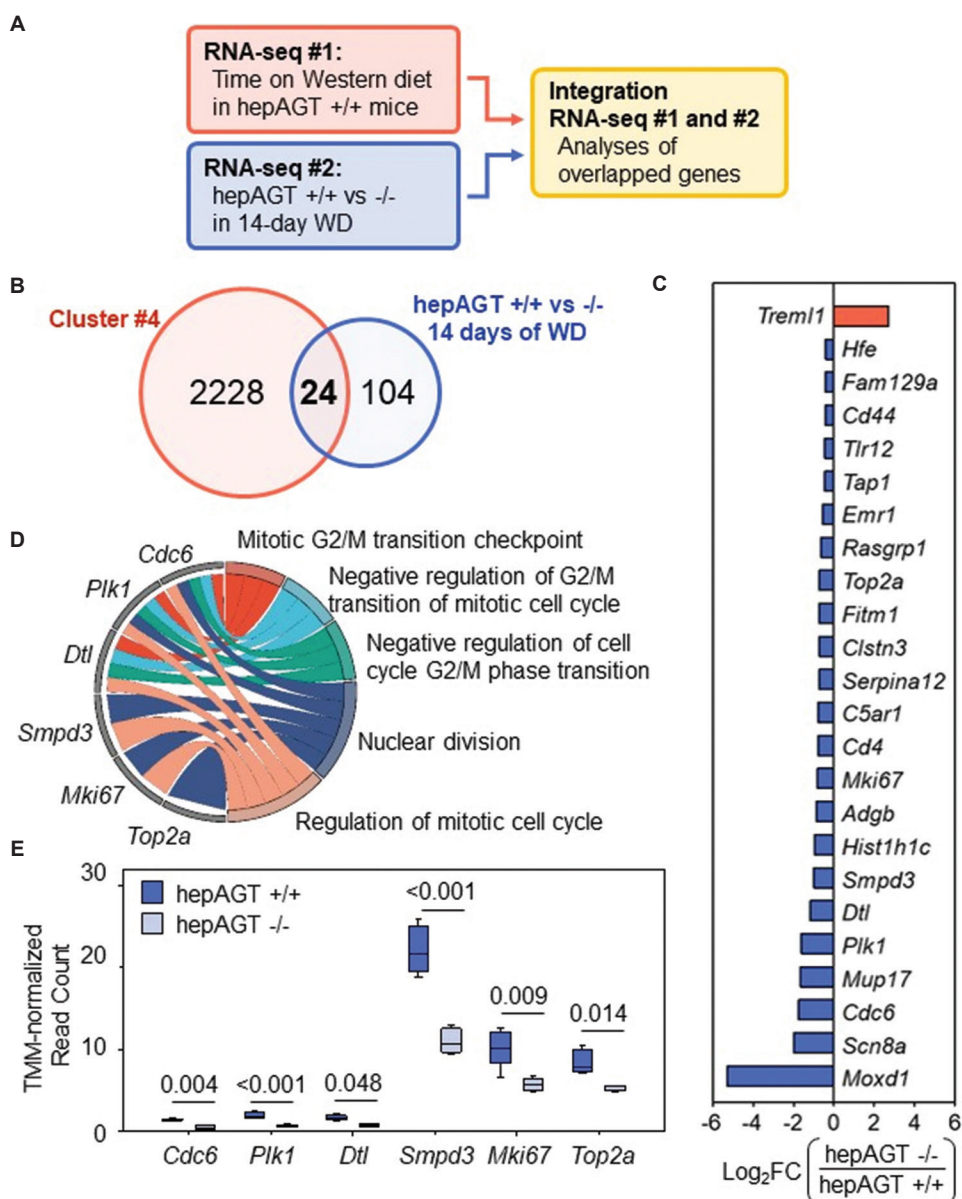 A
RNA-seq #1:
Time on Western diet
in hepAGT +/+ mice
RNA-seq #2:
hepAGT +/+ vs -/-
in 14-day WD
Integration
RNA-seq #1 and #2
Analyses of
overlapped genes
B
Cluster #4
hepAGT +/+ vs -/-
14 days of WD
2228
24
104
C
Treml1
Hfe
Fam129a
Cd44
Tlr12
Tap1
Emr1
Rasgrp1
Top2a
Fitm1
Clstn3
Serpina12
C5ar1
Cd4
Mki67
Adgb
Hist1h1c
Smpd3
Dtl
Plk1
Mup17
Cdc6
Scn8a
Moxd1
-6 -4 -2 0 2 4 6
Log2FC (hepAGT -/-
hepAGT +/+)
D
Cdc6
Plk1
Dtl
Smpd3
Mki67
Top2a
Mitotic G2/M transition checkpoint
Negative regulation of G2/M
transition of mitotic cell cycle
Negative regulation of cell
cycle G2/M phase transition
Nuclear division
Regulation of mitotic cell cycle
E
TMM-normalized
Read Count
30
20
10
0
hepAGT +/+
hepAGT -/-
0.004
<0.001
0.048
<0.001
0.009
0.014
Cdc6 Plk1 Dtl Smpd3 Mki67 Top2a